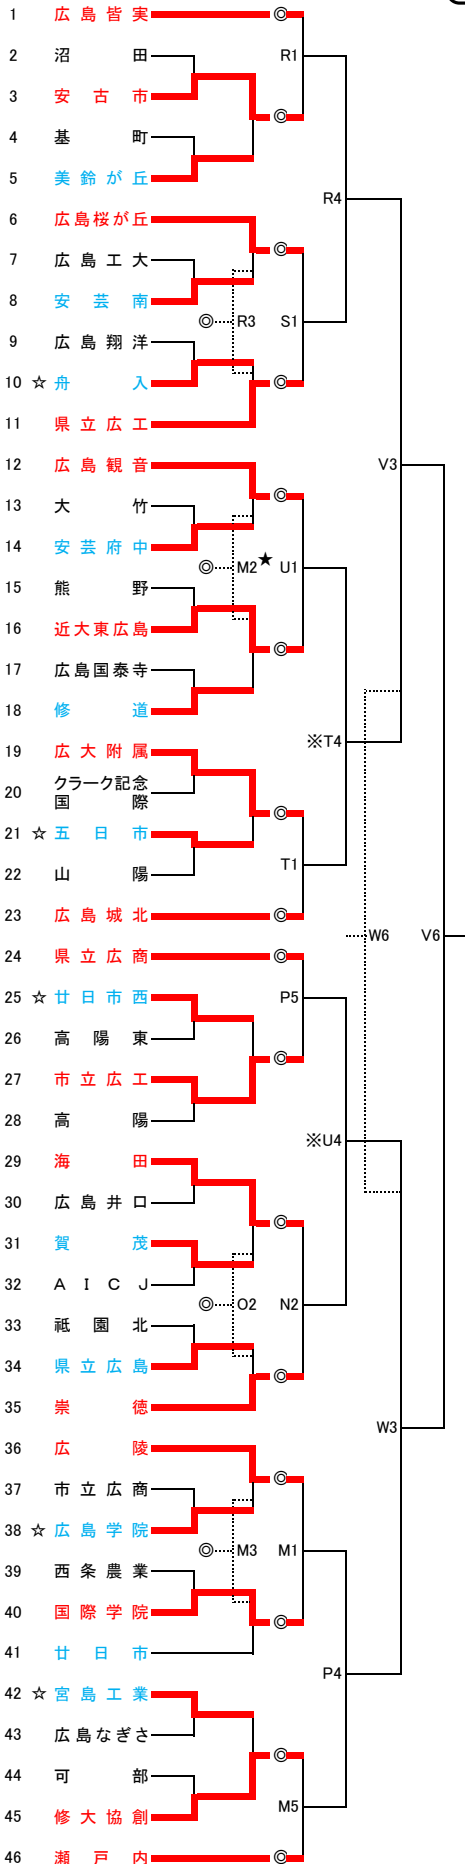 1 広島皆実 ◎
2 沼田 R1
3 安古市 ◎
4 基町
5 美鈴が丘 R4
6 広島桜が丘 ◎
7 広島工大
8 安芸南 ◎ R3 S1
9 広島翔洋
10 ☆ 舟入 ◎
11 県立広工
12 広島観音 ◎ V3
13 大竹
14 安芸府中 ◎ M2 ★ U1
15 熊野
16 近大東広島 ◎
17 広島国泰寺
18 修道 ※T4
19 広大附属
20 クラーク記念
国際 ◎
21 ☆ 五日市
22 山陽 T1
23 広島城北 ◎ W6 V6
24 県立広商 ◎
25 ☆ 廿日市西 P5
26 高陽東 ◎
27 市立広工
28 高陽 ※U4
29 海田 ◎
30 広島井口
31 賀茂
32 AICJ ◎ O2 N2
33 祗園北
34 県立広島 ◎
35 崇徳 W3
36 広陵 ◎
37 市立広商
38 ☆ 広島学院
39 西条農業 ◎ M3 M1
40 国際学院 ◎
41 廿日市 P4
42 ☆ 宮島工業
43 広島なぎさ ◎
44 可部 M5
45 修大協創
46 瀬戸内 ◎